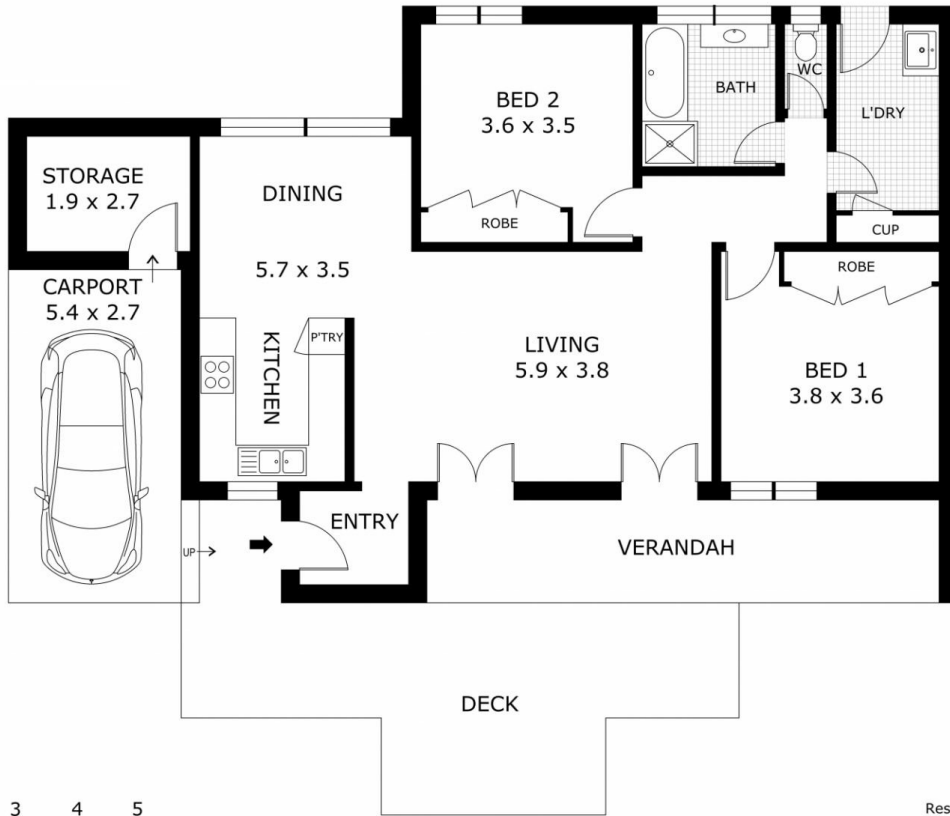 BED 2
3.6 x 3.5
ROBE
BATH
WC
L'DRY
CUP
STORAGE
1.9 x 2.7
DINING
5.7 x 3.5
CARPORT
5.4 x 2.7
KITCHEN
P'TRY
LIVING
5.9 x 3.8
ROBE
BED 1
3.8 x 3.6
ENTRY
UP
VERANDAH
DECK
3 4 5
Res